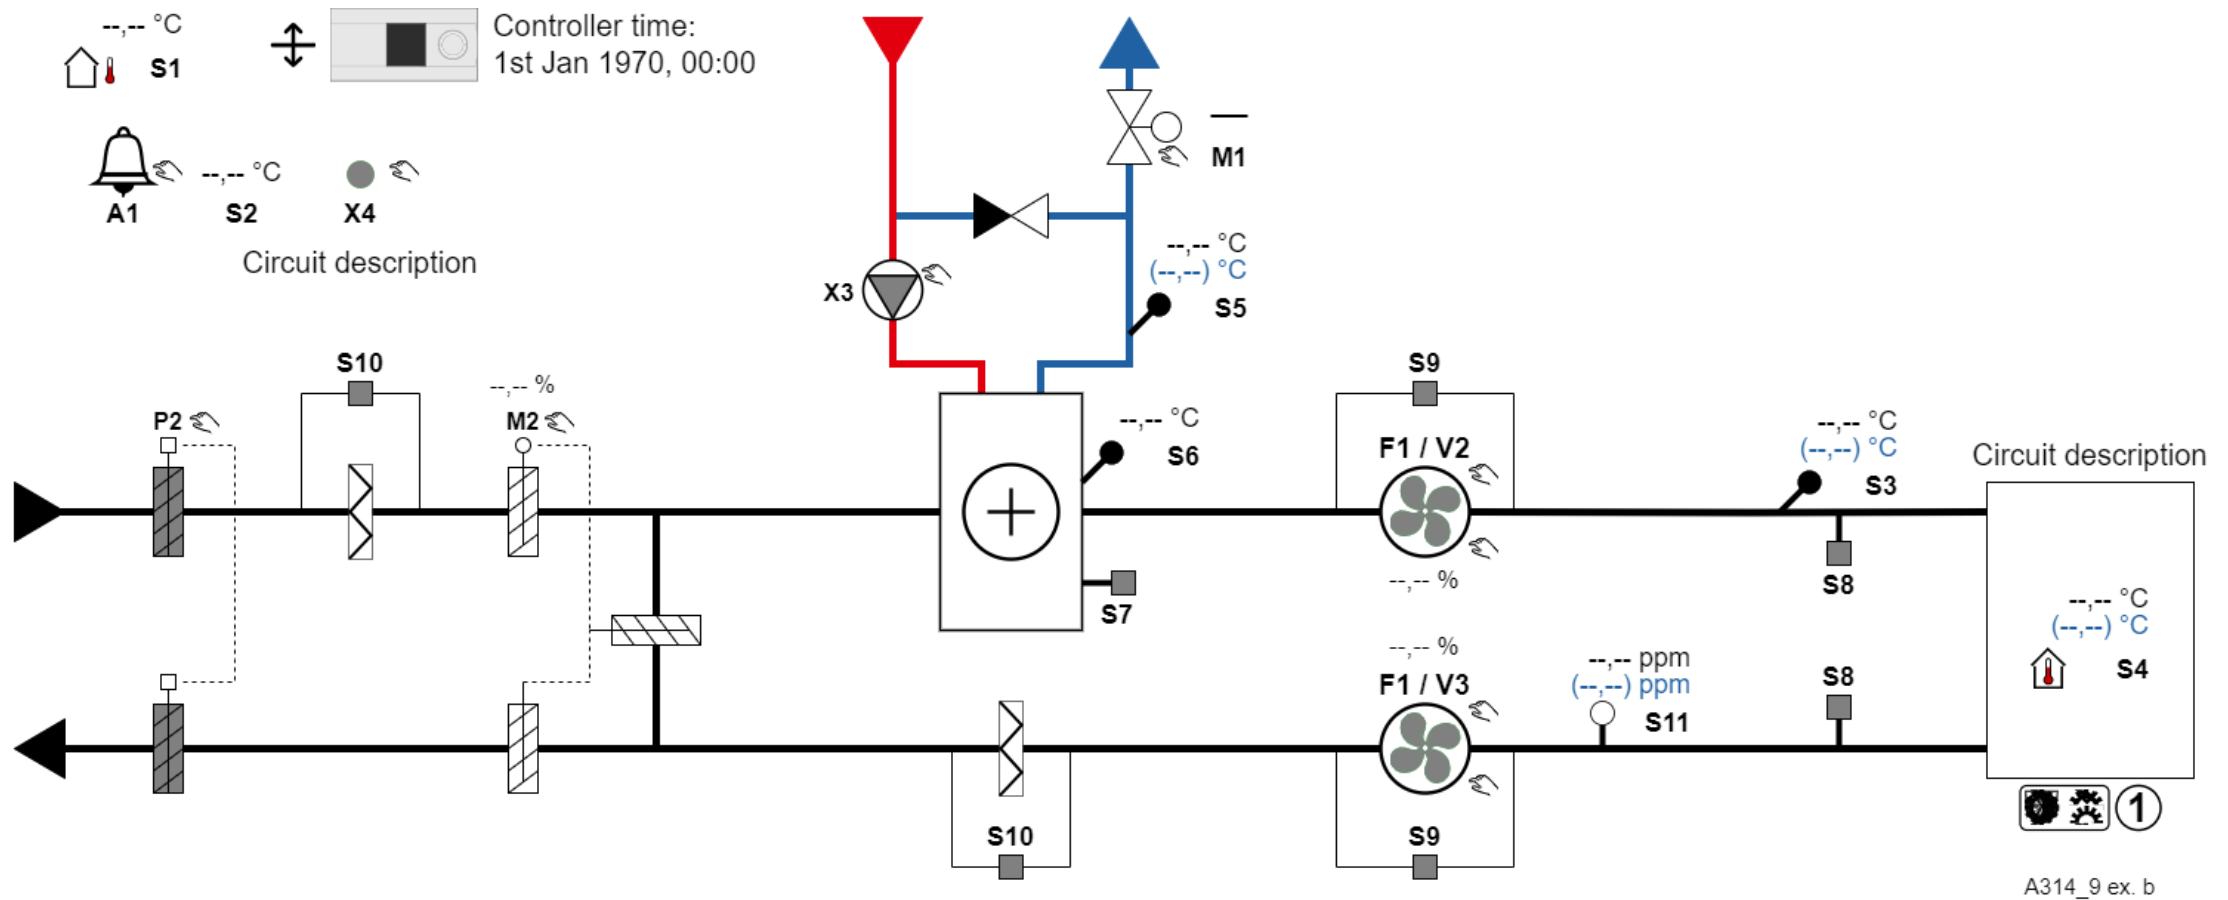 --,-- °C
S1
Controller time:
1st Jan 1970, 00:00
A1
--,-- °C
S2
X4
Circuit description
M1
X3
--,-- °C
(--,--) °C
S5
S10
P2
--,-- %
M2
--,-- °C
S6
S7
S9
F1 / V2
--,-- %
--,-- °C
(--,--) °C
S3
S8
Circuit description
--,-- °C
(--,--) °C
S4
--,-- %
F1 / V3
S9
--,-- ppm
(--,--) ppm
S11
S8
S10
1
A314_9 ex. b